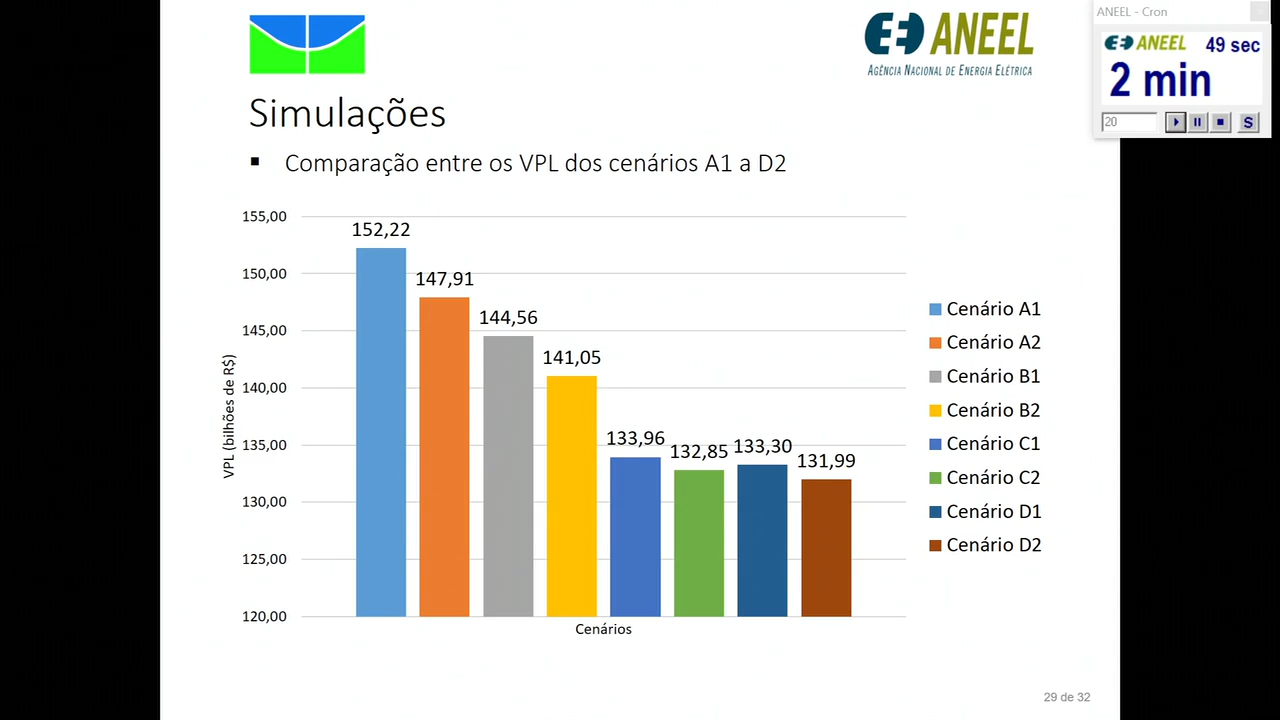 ANEEL - Cron
ANEEL 49 sec
2 min
20
S
ANEEL
AGÊNCIA NACIONAL DE ENERGIA ELÉTRICA
Simulações
Comparação entre os VPL dos cenários A1 a D2
VPL (bilhões de R$)
155,00
150,00
145,00
140,00
135,00
130,00
125,00
120,00
152,22
147,91
144,56
141,05
133,96
132,85
133,30
131,99
Cenários
Cenário A1
Cenário A2
Cenário B1
Cenário B2
Cenário C1
Cenário C2
Cenário D1
Cenário D2
29 de 32